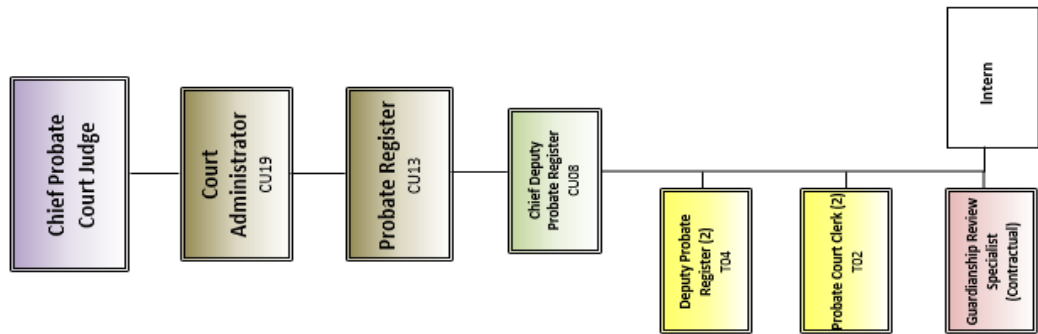 Chief Probate
Court Judge
Court
Administrator
CU19
Probate Register
CU13
Chief Deputy
Probate Register
CU08
Deputy Probate
Register (2)
T04
Probate Court Clerk (2)
T02
Guardianship Review
Specialist
(Contractual)
Intern